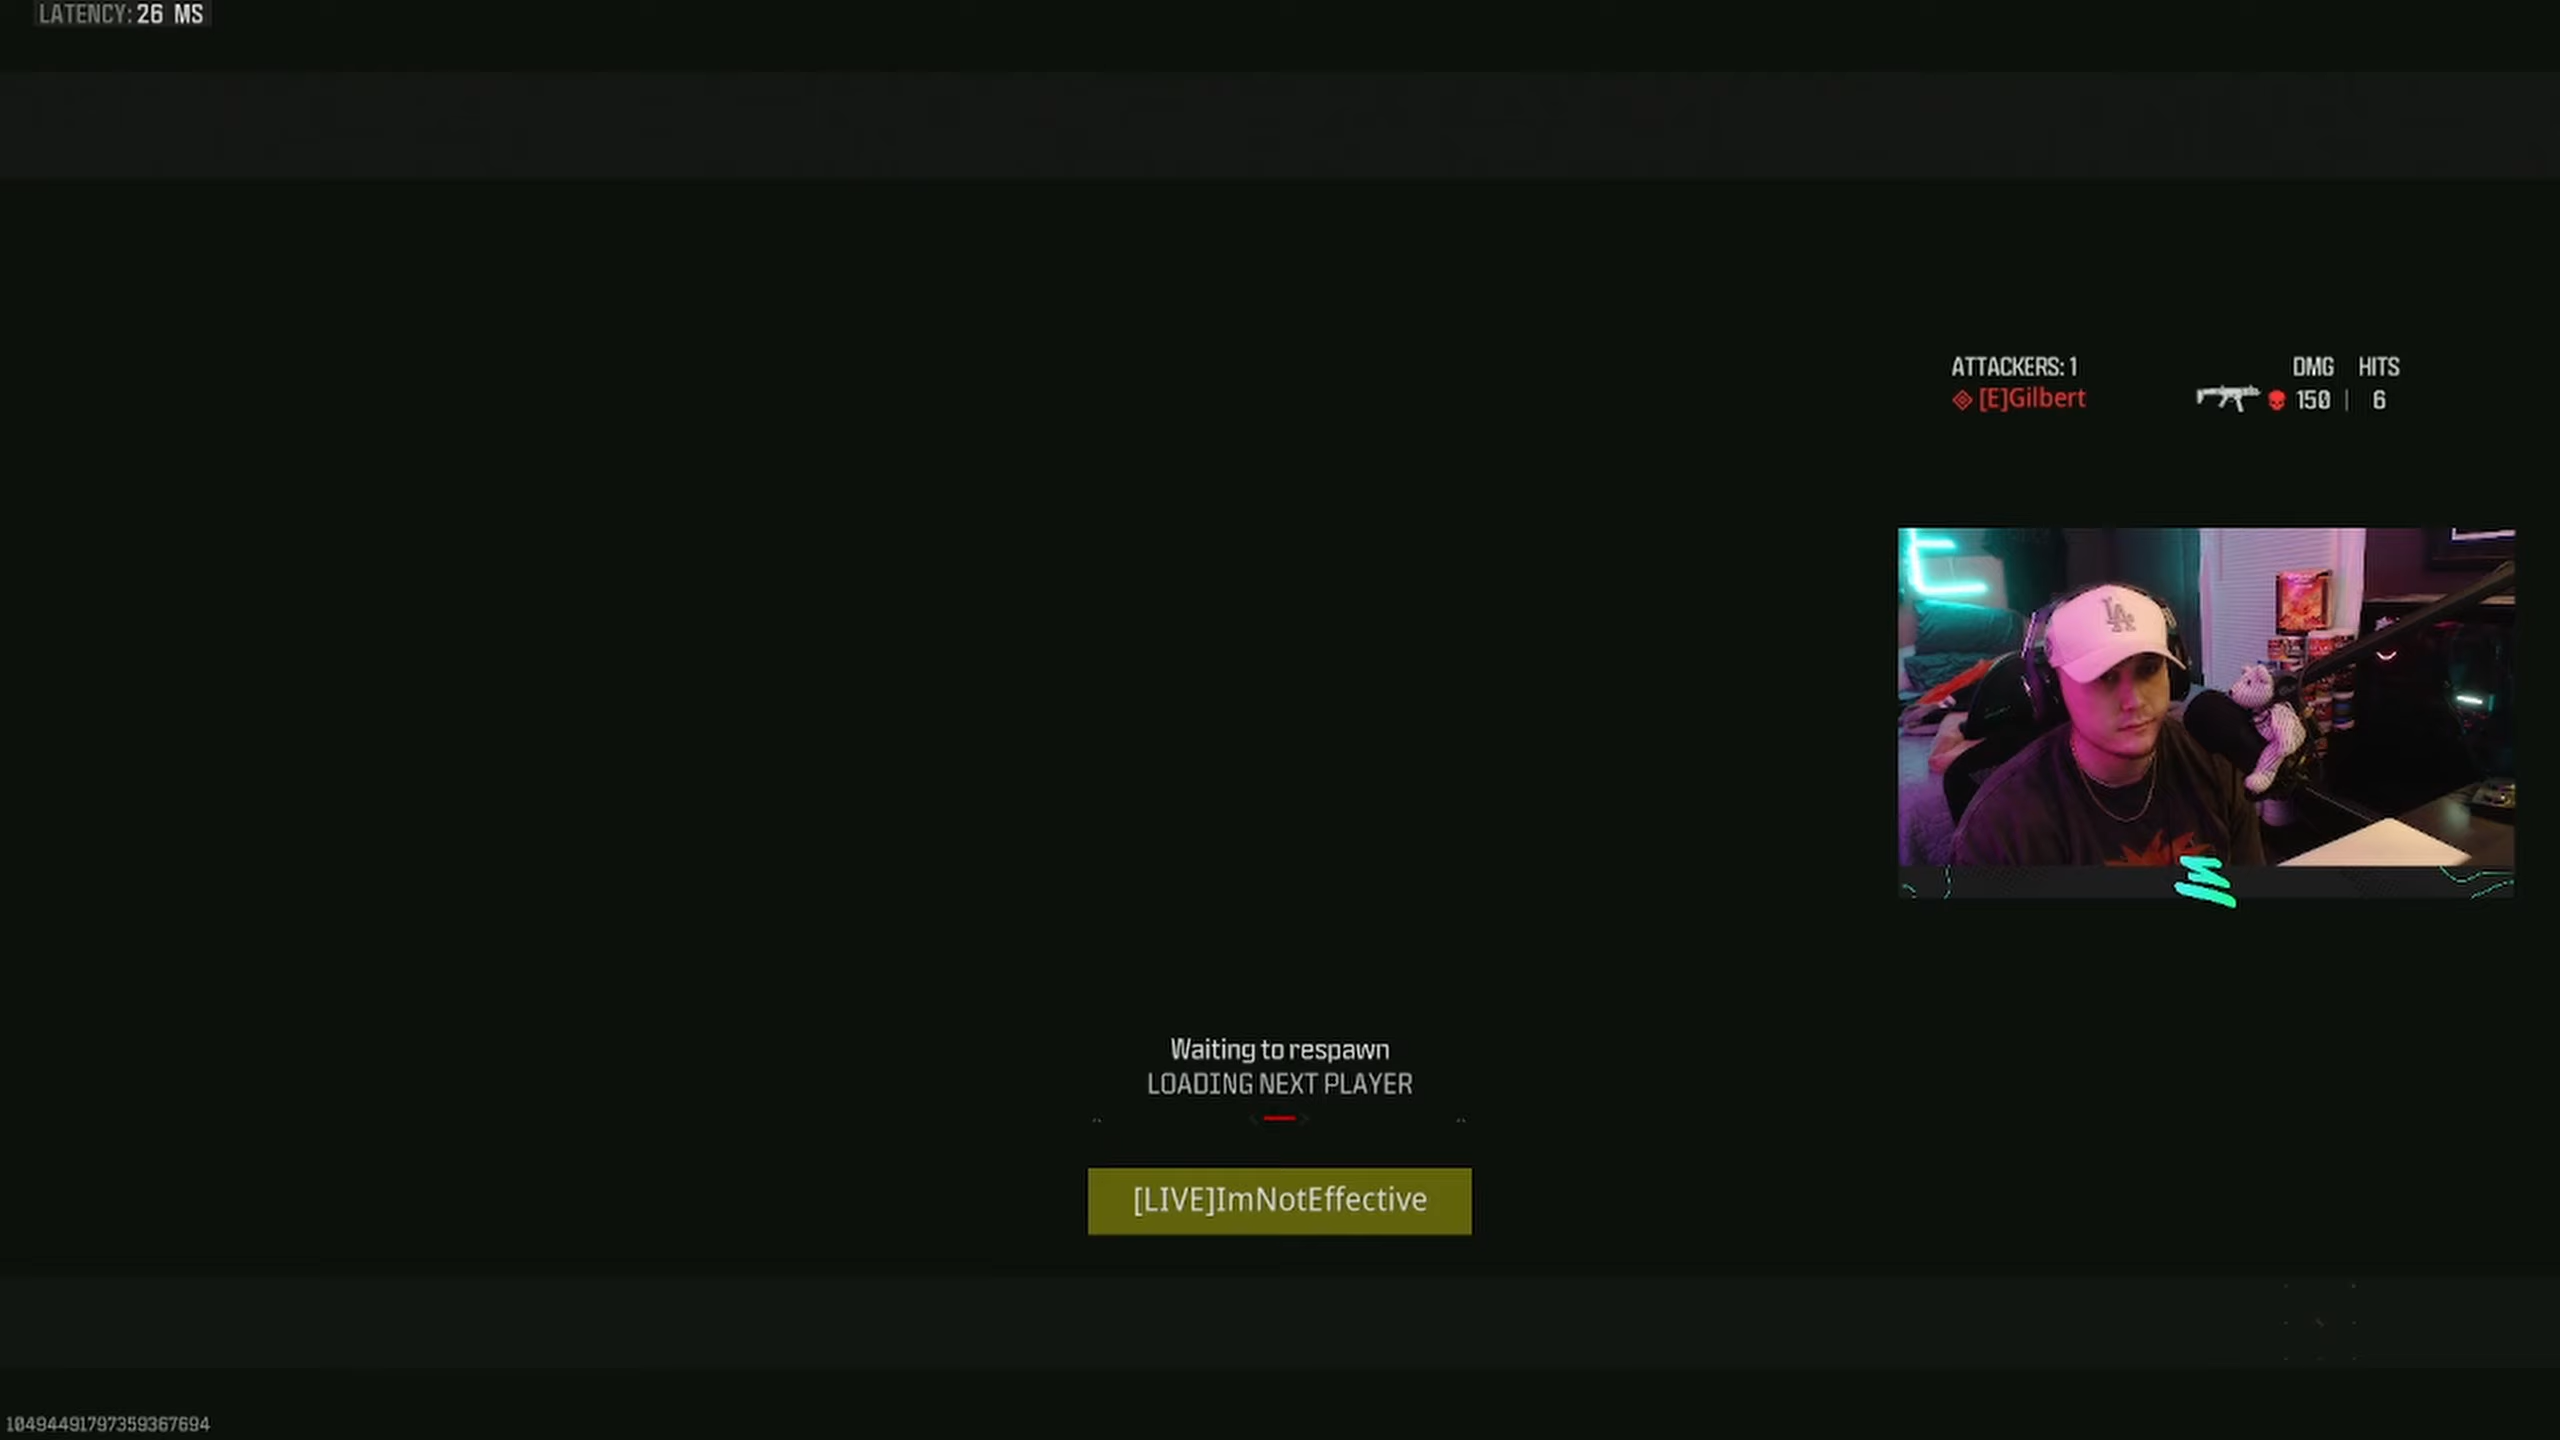 LATENCY: 26 MS
ATTACKERS: 1 DMG HITS
[E]Gilbert 150 | 6
E
LA
Waiting to respawn
LOADING NEXT PLAYER
[LIVE]ImNotEffective
10494491797359367694